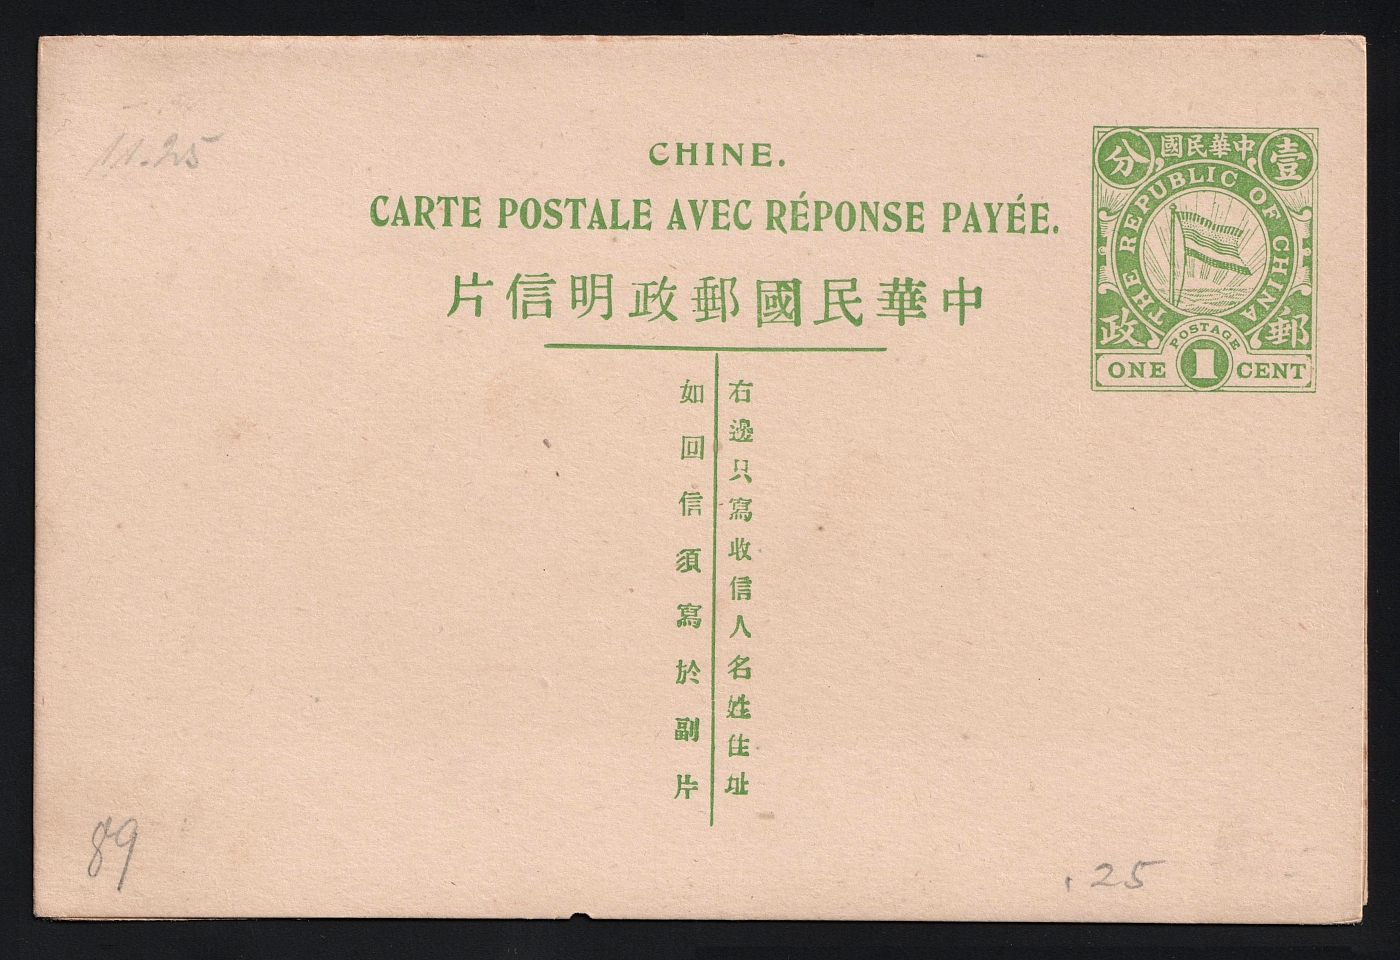 11.25
CHINE.
CARTE POSTALE AVEC RÉPONSE PAYÉE.
中華民國郵政明信片
右邊只寫收信人名姓住址
如回信須寫於副片
壹
中華民國
分
THE REPUBLIC OF CHINA
郵
政
POSTAGE
ONE 1 CENT
89
.25